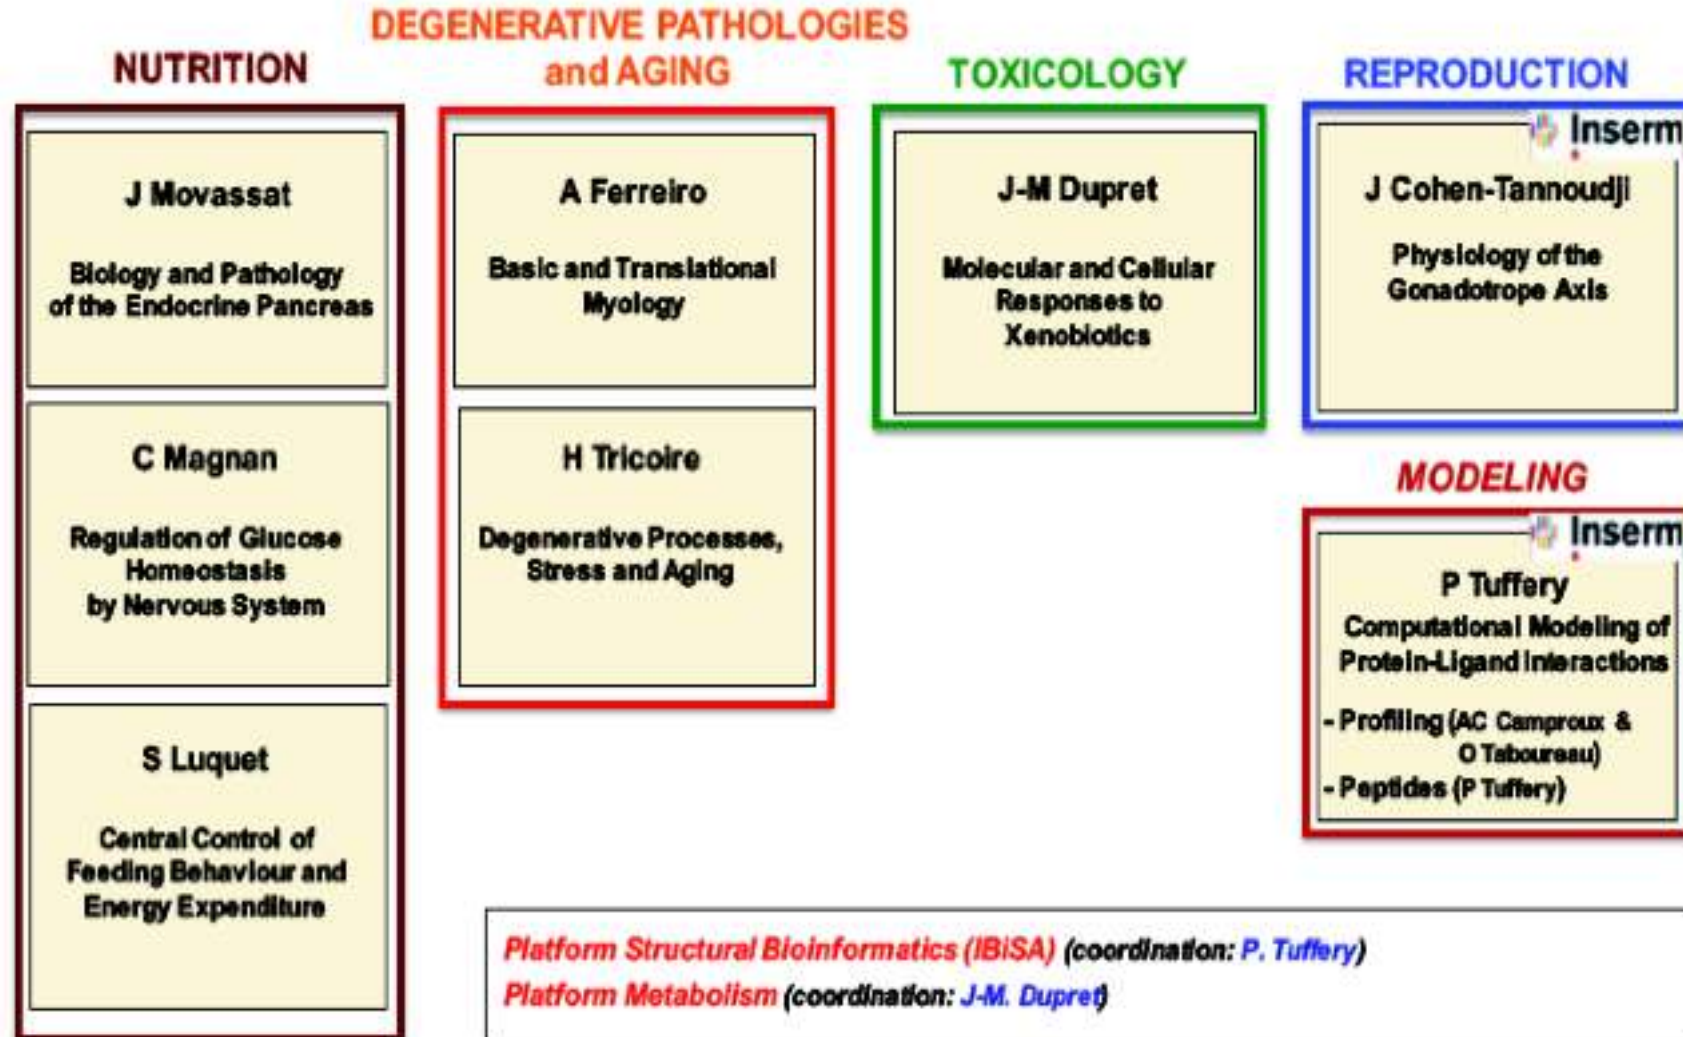 NUTRITION
J Movassat
Biology and Pathology
of the Endocrine Pancreas
C Magnan
Regulation of Glucose
Homeostasis
by Nervous System
S Luquet
Central Control of
Feeding Behaviour and
Energy Expenditure
DEGENERATIVE PATHOLOGIES
and AGING
A Ferreiro
Basic and Translational
Myology
H Tricoire
Degenerative Processes,
Stress and Aging
TOXICOLOGY
J-M Dupret
Molecular and Cellular
Responses to
Xenobiotics
REPRODUCTION
Inserm
J Cohen-Tannoudji
Physiology of the
Gonadotrope Axis
MODELING
Inserm
P Tuffery
Computational Modeling of
Protein-Ligand Interactions
- Profiling (AC Camproux &
O Taboureau)
- Peptides (P Tuffery)
Platform Structural Bioinformatics (IBiSA) (coordination: P. Tuffery)
Platform Metabolism (coordination: J-M. Dupret)